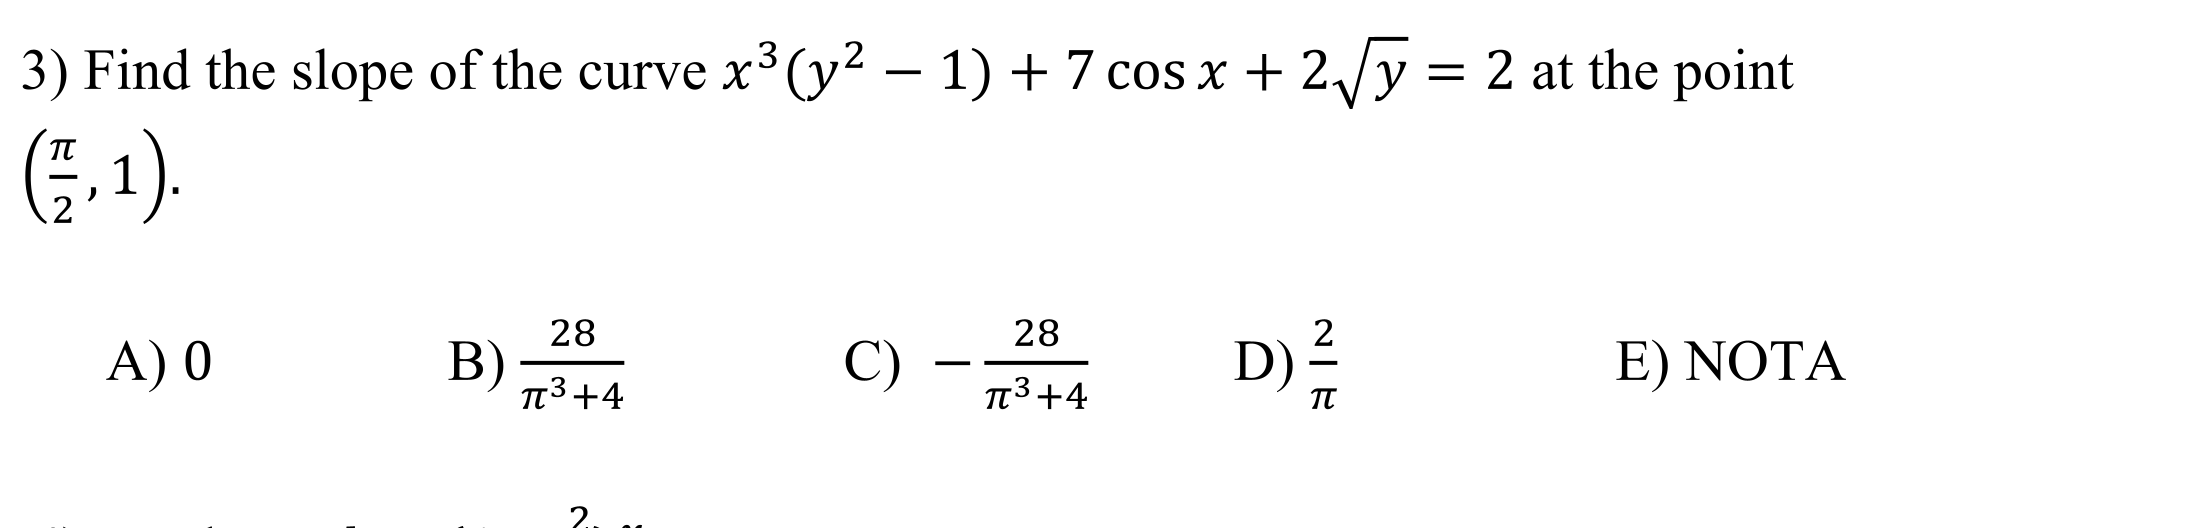 3) Find the slope of the curve x³(y² − 1) + 7 cos x + 2√y = 2 at the point
(π/2, 1).
A) 0 B) 28/(π³+4) C) −28/(π³+4) D) 2/π E) NOTA